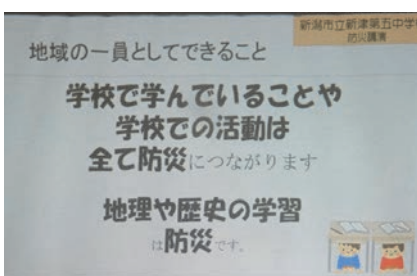 新潟市立新津第五中学校
防災講演
地域の一員としてできること
学校で学んでいることや
学校での活動は
全て防災につながります
地理や歴史の学習
は防災です。